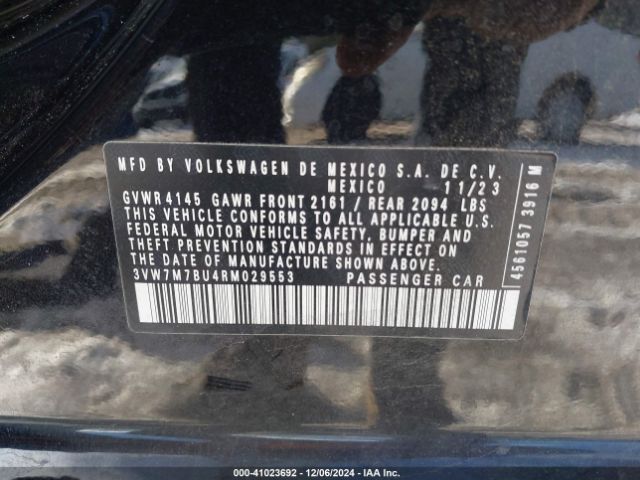 MFD BY VOLKSWAGEN DE MEXICO S.A. DE C.V.
MEXICO 11/23
GVWR 4145 GAWR FRONT 2161 / REAR 2094 LBS
THIS VEHICLE CONFORMS TO ALL APPLICABLE U.S.
FEDERAL MOTOR VEHICLE SAFETY, BUMPER AND
THEFT PREVENTION STANDARDS IN EFFECT ON
THE DATE OF MANUFACTURE SHOWN ABOVE.
3VW7M7BU4RM029553 PASSENGER CAR
4561057 3916 M
000-41023692 - 12/06/2024 - IAA Inc.